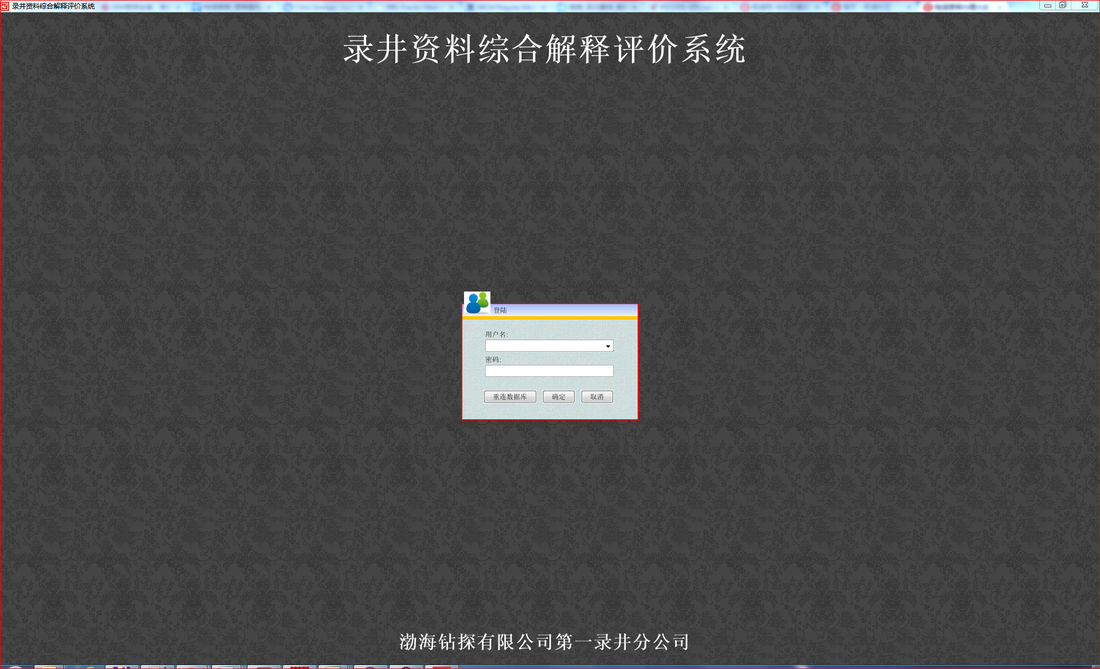 录井资料综合解释评价系统
录井资料综合解释评价系统
登陆
用户名:
密码:
重连数据库 确定 取消
渤海钻探有限公司第一录井分公司